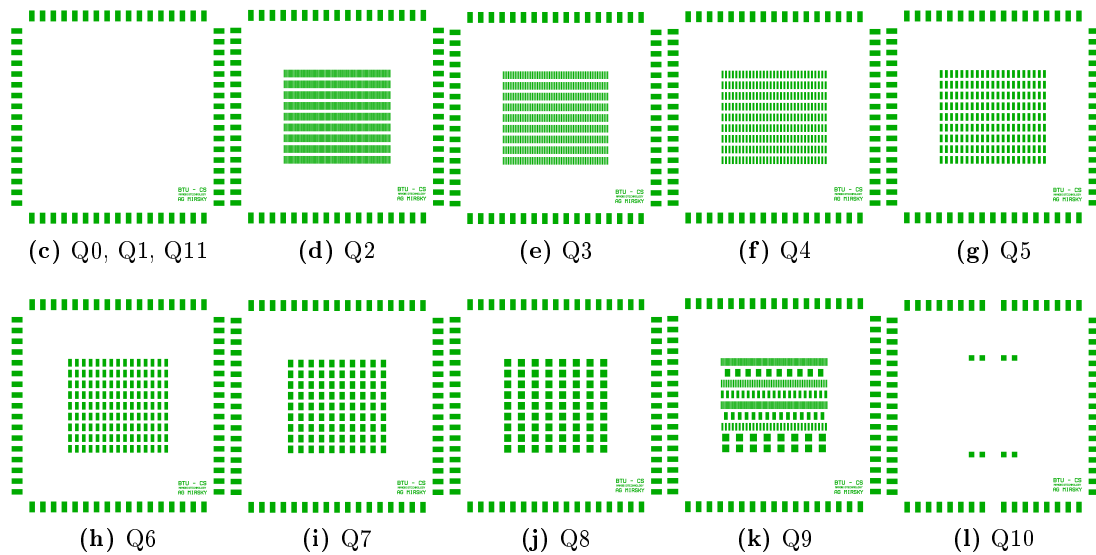 BTU - CS
AG MIRSKY
BTU - CS
AG MIRSKY
BTU - CS
AG MIRSKY
BTU - CS
AG MIRSKY
BTU - CS
AG MIRSKY
(c) Q0, Q1, Q11
(d) Q2
(e) Q3
(f) Q4
(g) Q5
BTU - CS
AG MIRSKY
BTU - CS
AG MIRSKY
BTU - CS
AG MIRSKY
BTU - CS
AG MIRSKY
BTU - CS
AG MIRSKY
(h) Q6
(i) Q7
(j) Q8
(k) Q9
(l) Q10